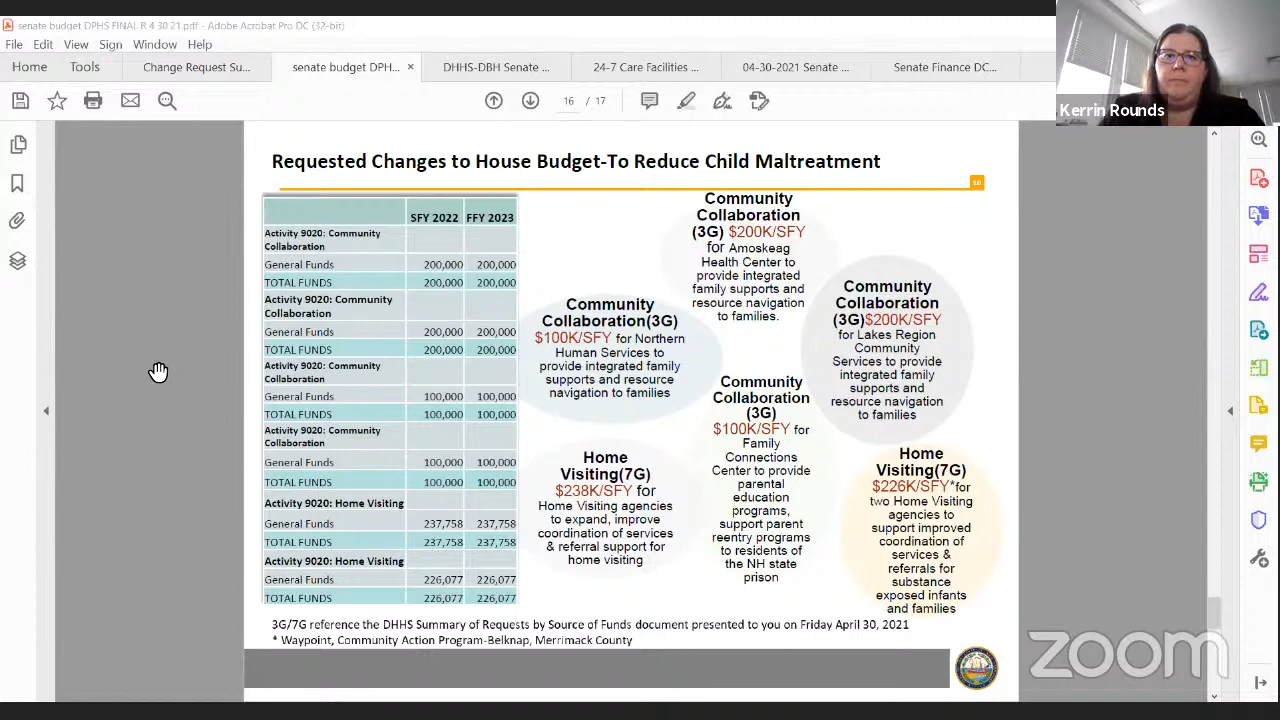 senate budget DPHS FINAL R 4 30 21.pdf - Adobe Acrobat Pro DC (32-bit)
File Edit View Sign Window Help
Home Tools Change Request Su... senate budget DPH... × DHHS-DPH Senate ... 24-7 Care Facilities ... 04-30-2021 Senate ... Senate Finance DC...
16 / 17
Kerrin Rounds
Requested Changes to House Budget-To Reduce Child Maltreatment
SFY 2022 FFY 2023
Activity 9020: Community
Collaboration
General Funds 200,000 200,000
TOTAL FUNDS 200,000 200,000
Activity 9020: Community
Collaboration
General Funds 200,000 200,000
TOTAL FUNDS 200,000 200,000
Activity 9020: Community
Collaboration
General Funds 100,000 100,000
TOTAL FUNDS 100,000 100,000
Activity 9020: Community
Collaboration
General Funds 100,000 100,000
TOTAL FUNDS 100,000 100,000
Activity 9020: Home Visiting
General Funds 237,758 237,758
TOTAL FUNDS 237,758 237,758
Activity 9020: Home Visiting
General Funds 226,077 226,077
TOTAL FUNDS 226,077 226,077
Community
Collaboration
(3G) $200K/SFY
for Amoskeag
Health Center to
provide integrated
family supports and
resource navigation
to families.
Community
Collaboration(3G)
$100K/SFY for Northern
Human Services to
provide integrated family
supports and resource
navigation to families
Community
Collaboration
(3G)$200K/SFY
for Lakes Region
Community
Services to provide
integrated family
supports and
resource navigation
to families
Community
Collaboration
(3G)
$100K/SFY for
Family
Connections
Center to provide
parental
education
programs,
support parent
reentry programs
to residents of
the NH state
prison
Home
Visiting(7G)
$238K/SFY for
Home Visiting agencies
to expand, improve
coordination of services
& referral support for
home visiting
Home
Visiting(7G)
$226K/SFY*for
two Home Visiting
agencies to
support improved
coordination of
services &
referrals for
substance
exposed infants
and families
3G/7G reference the DHHS Summary of Requests by Source of Funds document presented to you on Friday April 30, 2021
* Waypoint, Community Action Program-Belknap, Merrimack County
zoom